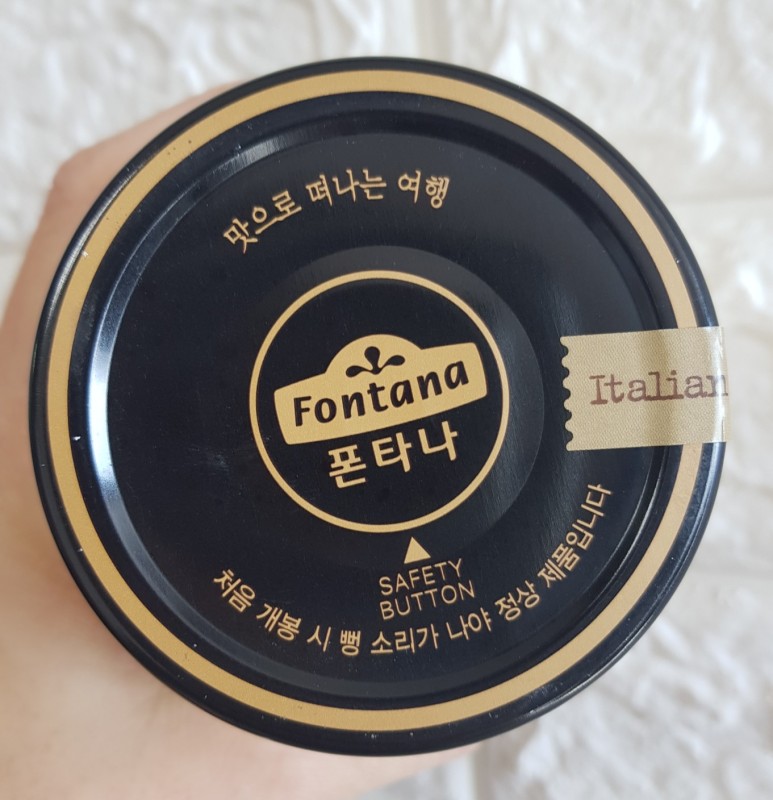 맛으로 떠나는 여행
Fontana
폰타나
Italian
SAFETY
BUTTON
처음 개봉 시 뻥 소리가 나야 정상 제품입니다